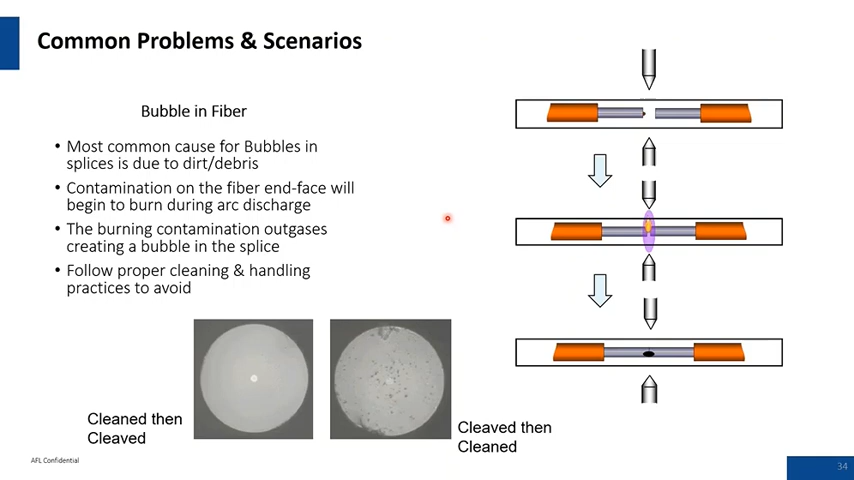 Common Problems & Scenarios
Bubble in Fiber
• Most common cause for Bubbles in
splices is due to dirt/debris
• Contamination on the fiber end-face will
begin to burn during arc discharge
• The burning contamination outgases
creating a bubble in the splice
• Follow proper cleaning & handling
practices to avoid
Cleaned then
Cleaved
Cleaved then
Cleaned
AFL Confidential
34